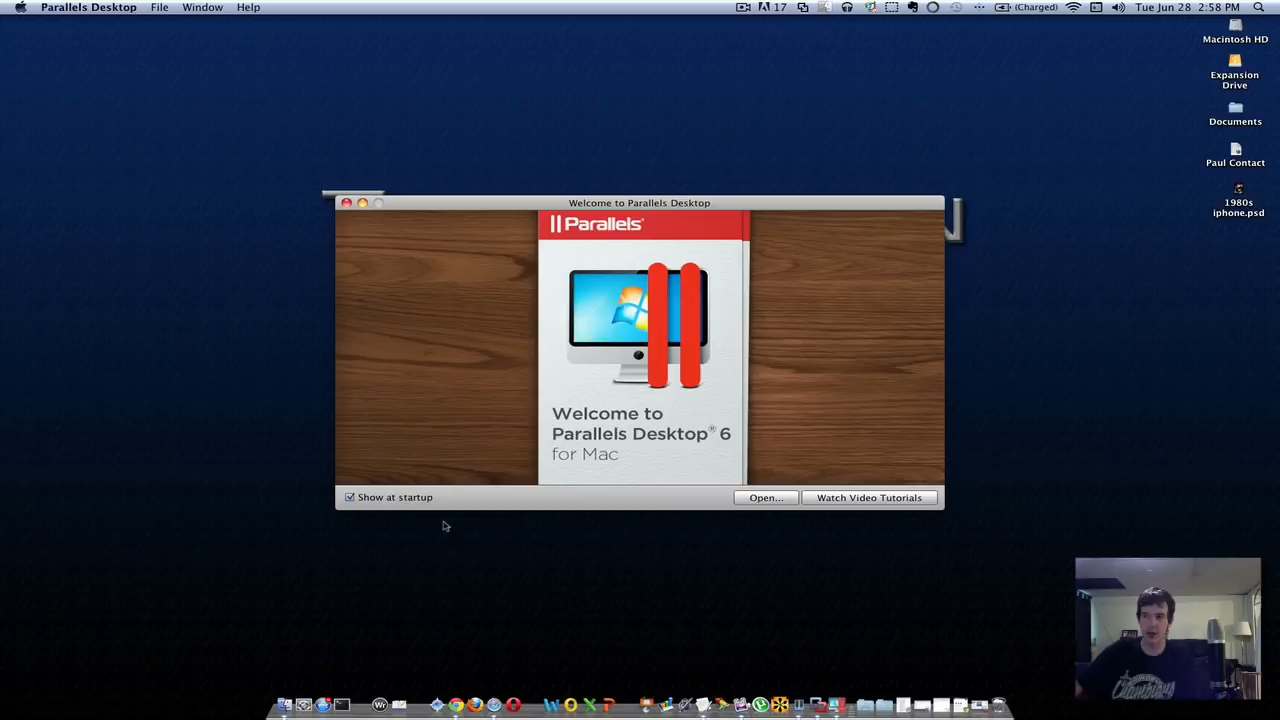 Parallels Desktop File Window Help
17 (Charged) Tue Jun 28 2:58 PM
Macintosh HD
Expansion
Drive
Documents
Paul Contact
1980s
iphone.psd
Welcome to Parallels Desktop
Parallels®
Welcome to
Parallels Desktop® 6
for Mac
Show at startup
Open...
Watch Video Tutorials
Champions